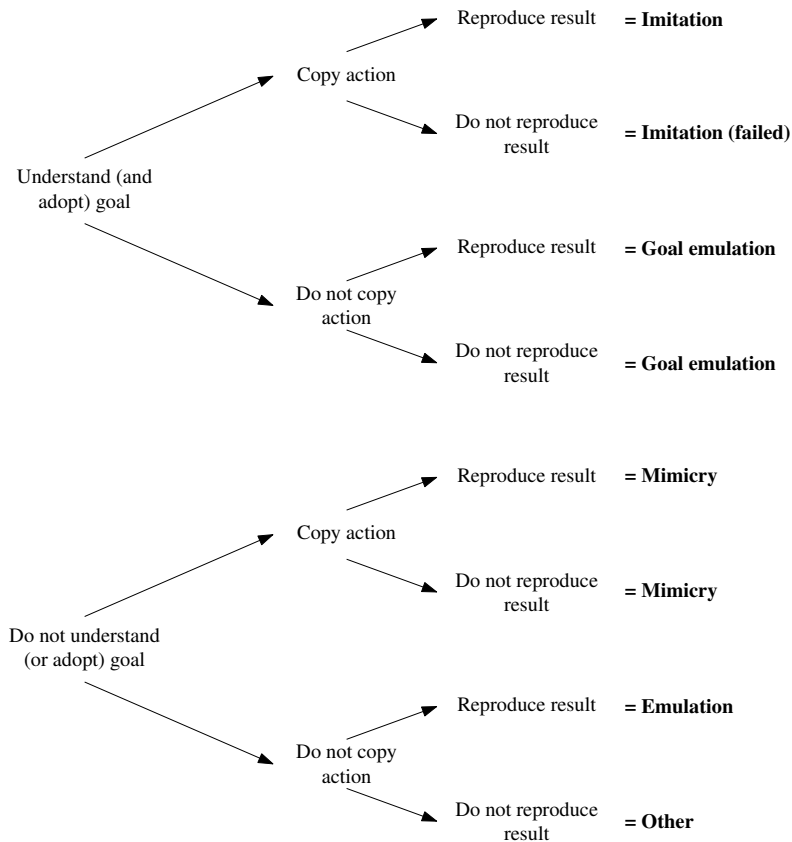 Reproduce result = Imitation
Copy action
Do not reproduce
result
= Imitation (failed)
Understand (and
adopt) goal
Reproduce result = Goal emulation
Do not copy
action
Do not reproduce
result
= Goal emulation
Reproduce result = Mimicry
Copy action
Do not reproduce
result
= Mimicry
Do not understand
(or adopt) goal
Reproduce result = Emulation
Do not copy
action
Do not reproduce
result
= Other